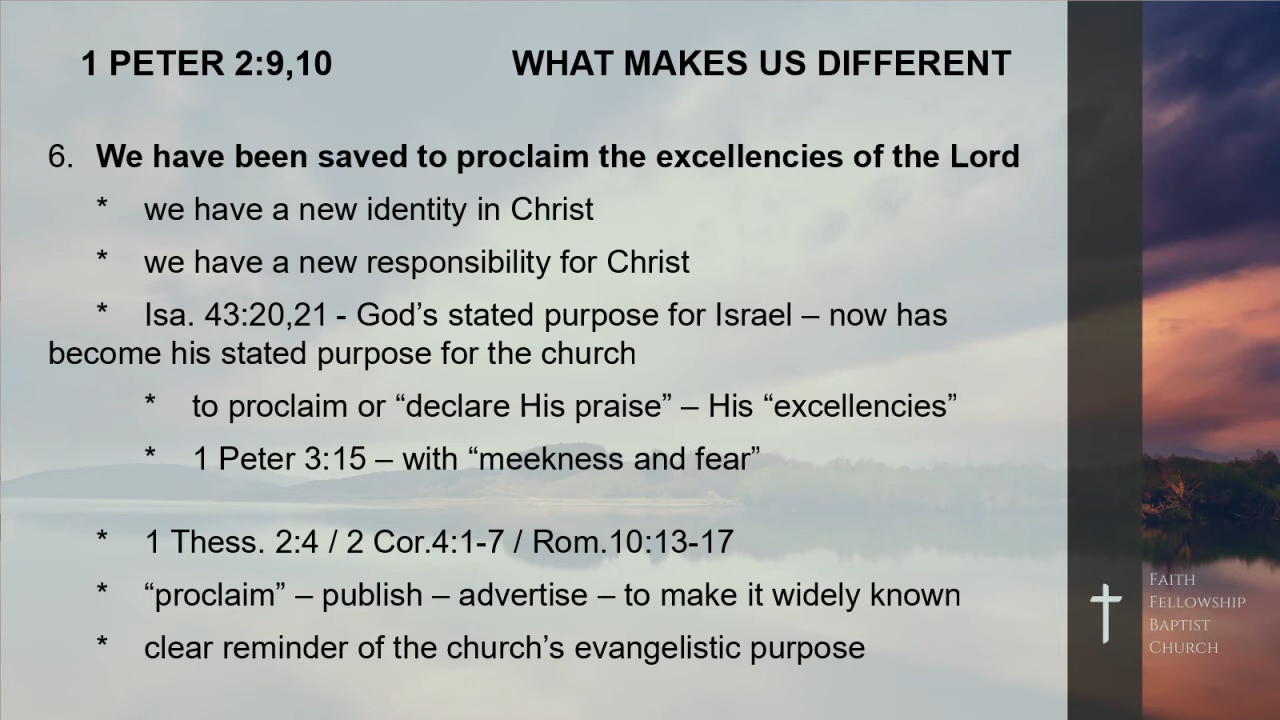 1 PETER 2:9,10 WHAT MAKES US DIFFERENT
6. We have been saved to proclaim the excellencies of the Lord
* we have a new identity in Christ
* we have a new responsibility for Christ
* Isa. 43:20,21 - God’s stated purpose for Israel – now has
become his stated purpose for the church
* to proclaim or “declare His praise” – His “excellencies”
* 1 Peter 3:15 – with “meekness and fear”
* 1 Thess. 2:4 / 2 Cor.4:1-7 / Rom.10:13-17
* “proclaim” – publish – advertise – to make it widely known
* clear reminder of the church’s evangelistic purpose
FAITH
FELLOWSHIP
BAPTIST
CHURCH